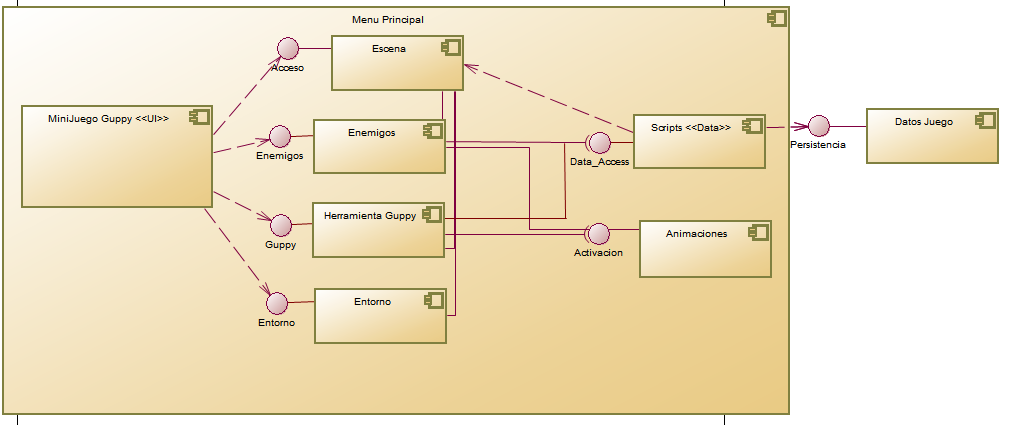 Menu Principal
Escena
Acceso
MiniJuego Guppy <<UI>>
Enemigos
Enemigos
Scripts <<Data>>
Datos Juego
Persistencia
Data_Access
Herramienta Guppy
Guppy
Animaciones
Activacion
Entorno
Entorno